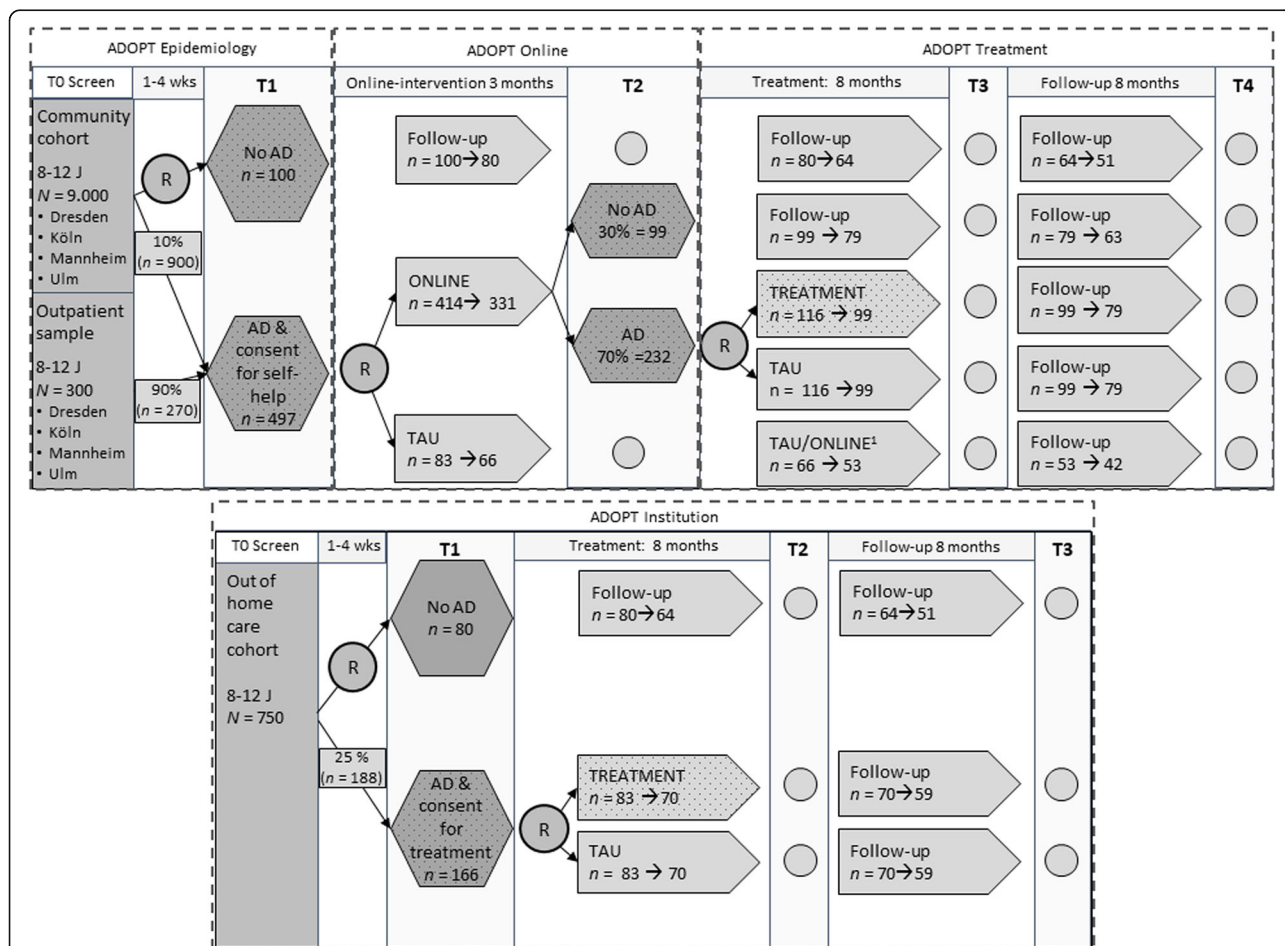 ADOPT Epidemiology
ADOPT Online
ADOPT Treatment
T0 Screen
1-4 wks
T1
Online-intervention 3 months
T2
Treatment: 8 months
T3
Follow-up 8 months
T4
Community
cohort
8-12 J
N = 9.000
• Dresden
• Köln
• Mannheim
• Ulm
Outpatient
sample
8-12 J
N = 300
• Dresden
• Köln
• Mannheim
• Ulm
R
10%
(n = 900)
90%
(n = 270)
No AD
n = 100
AD &
consent
for self-
help
n = 497
R
Follow-up
n = 100→80
ONLINE
n = 414→ 331
TAU
n = 83 →66
No AD
30% = 99
AD
70% =232
R
Follow-up
n = 80→64
Follow-up
n = 99 →79
TREATMENT
n = 116 → 99
TAU
n = 116 →99
TAU/ONLINE¹
n = 66 → 53
Follow-up
n = 64→51
Follow-up
n = 79 →63
Follow-up
n = 99 →79
Follow-up
n = 99 →79
Follow-up
n = 53 →42
ADOPT Institution
T0 Screen
1-4 wks
T1
Treatment: 8 months
T2
Follow-up 8 months
T3
Out of
home
care
cohort
8-12 J
N = 750
R
25 %
(n = 188)
No AD
n = 80
AD &
consent
for
treatment
n = 166
R
Follow-up
n = 80→64
TREATMENT
n = 83 →70
TAU
n = 83 → 70
Follow-up
n = 64→51
Follow-up
n = 70→59
Follow-up
n = 70→59